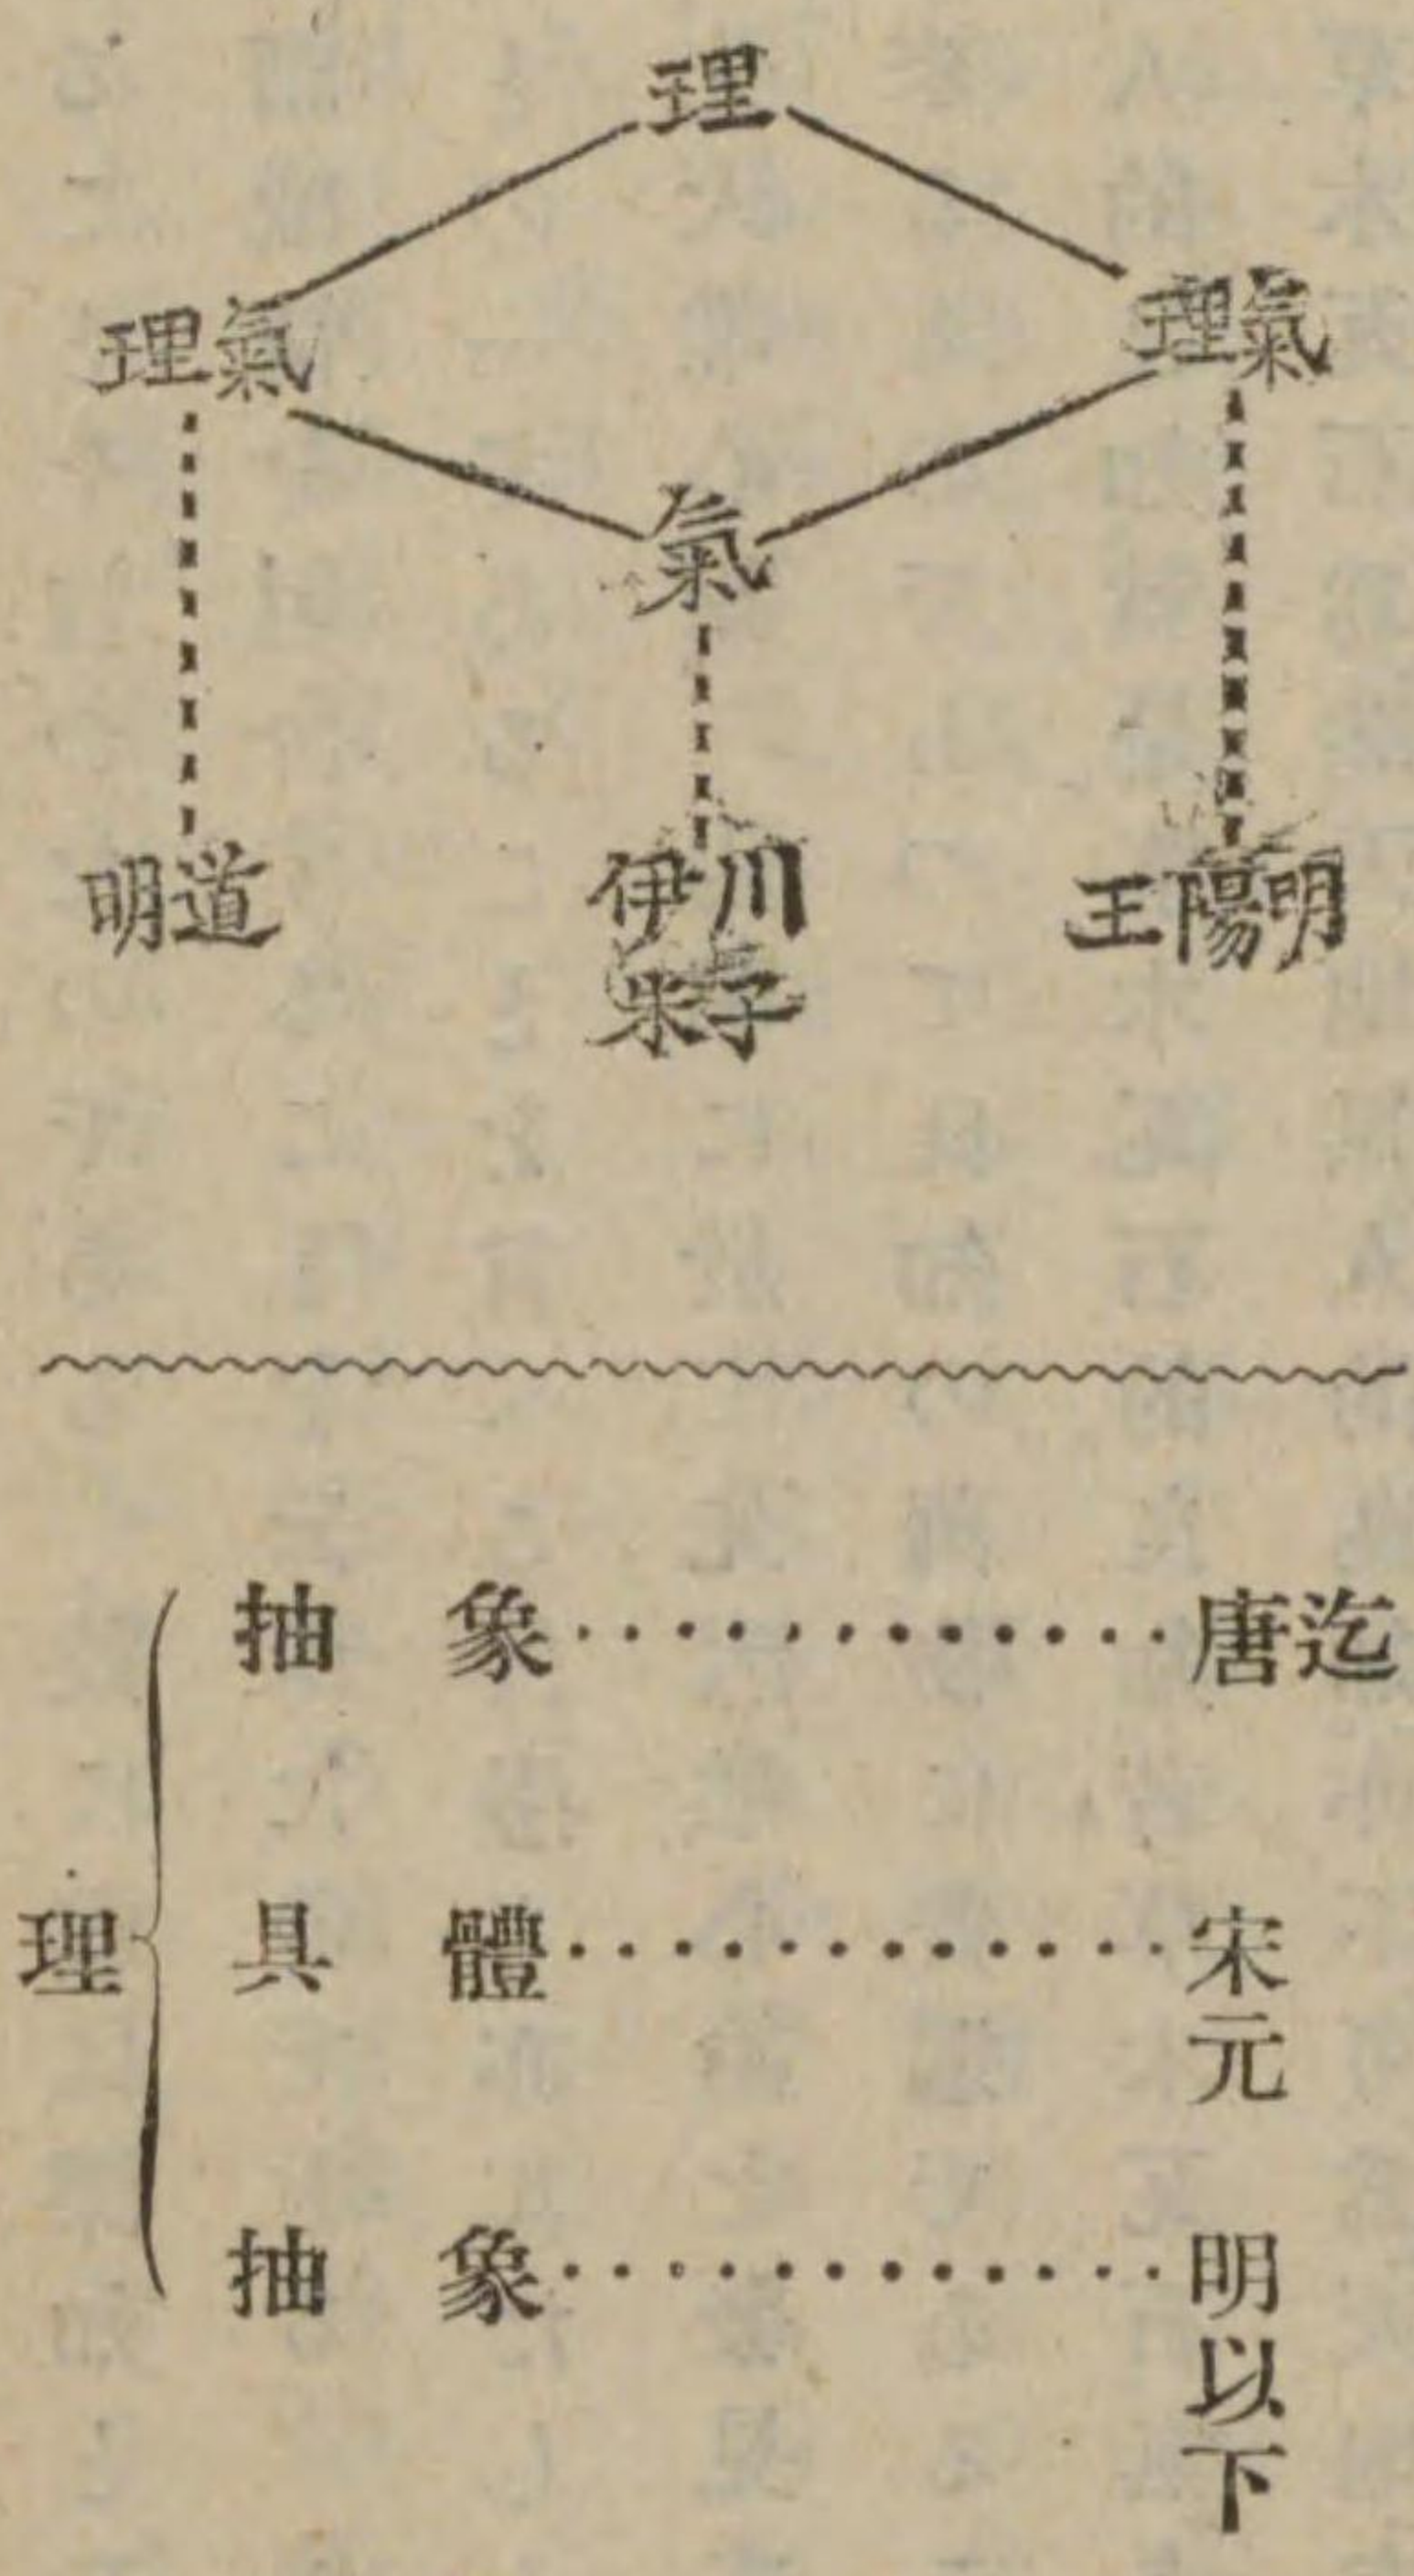 理
理氣
理氣
氣
明道
伊川
朱子
王陽明
理
抽象…………唐迄
具體…………宋元
抽象…………明以下